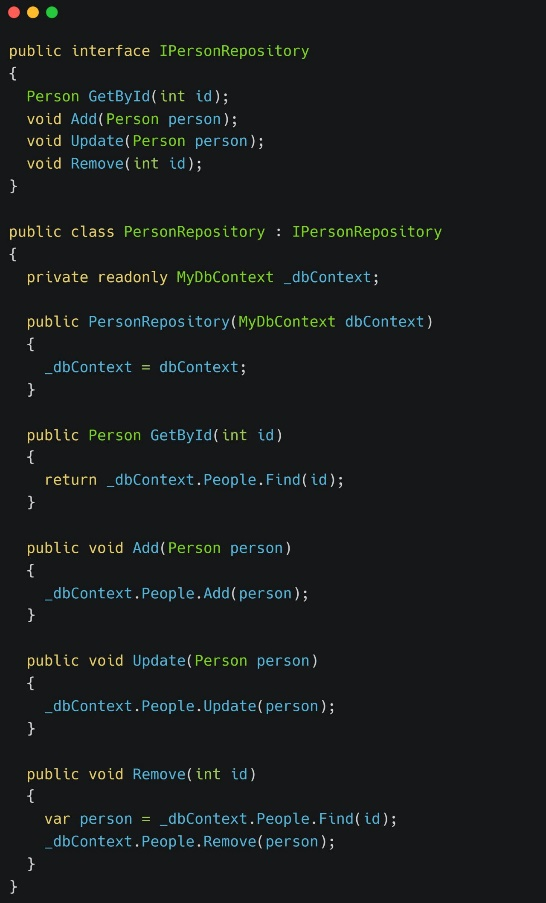 public interface IPersonRepository
{
  Person GetById(int id);
  void Add(Person person);
  void Update(Person person);
  void Remove(int id);
}

public class PersonRepository : IPersonRepository
{
  private readonly MyDbContext _dbContext;

  public PersonRepository(MyDbContext dbContext)
  {
    _dbContext = dbContext;
  }

  public Person GetById(int id)
  {
    return _dbContext.People.Find(id);
  }

  public void Add(Person person)
  {
    _dbContext.People.Add(person);
  }

  public void Update(Person person)
  {
    _dbContext.People.Update(person);
  }

  public void Remove(int id)
  {
    var person = _dbContext.People.Find(id);
    _dbContext.People.Remove(person);
  }
}